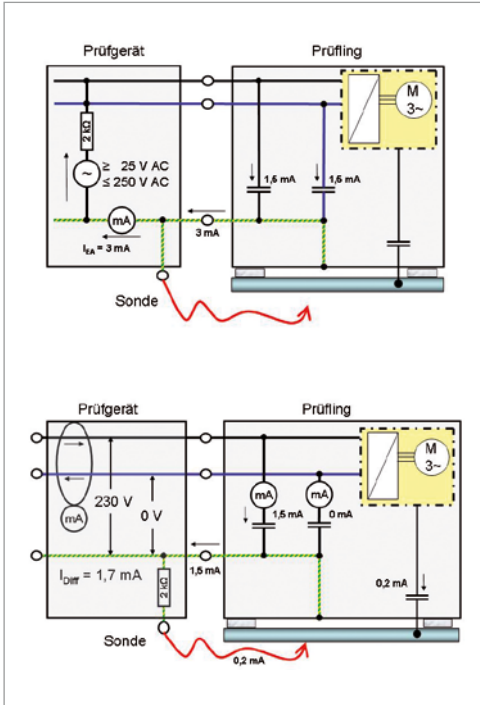 Prüfgerät
Prüfling
M
3~
2 kΩ
~
≥ 25 V AC
≤ 250 V AC
1,5 mA
1,5 mA
mA
I_EA = 3 mA
3 mA
Sonde
Prüfgerät
Prüfling
M
3~
mA
230 V
0 V
mA
mA
1,5 mA
0 mA
1,5 mA
I_Diff = 1,7 mA
2 kΩ
0,2 mA
Sonde
0,2 mA